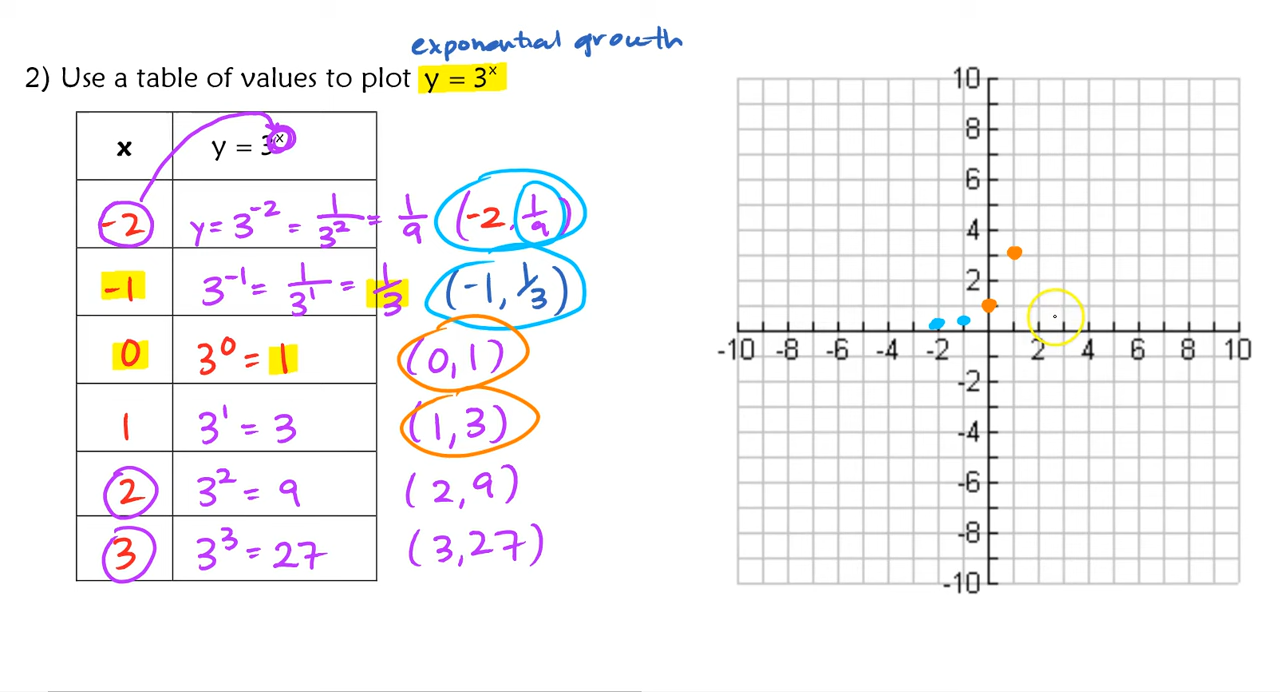 exponential growth
2) Use a table of values to plot y = 3ˣ
x y = 3ˣ
-2 y = 3⁻² = 1/3² = 1/9 (-2, 1/9)
-1 3⁻¹ = 1/3¹ = 1/3 (-1, 1/3)
0 3⁰ = 1 (0, 1)
1 3¹ = 3 (1, 3)
2 3² = 9 (2, 9)
3 3³ = 27 (3, 27)
10
8
6
4
2
-10 -8 -6 -4 -2 2 4 6 8 10
-2
-4
-6
-8
-10